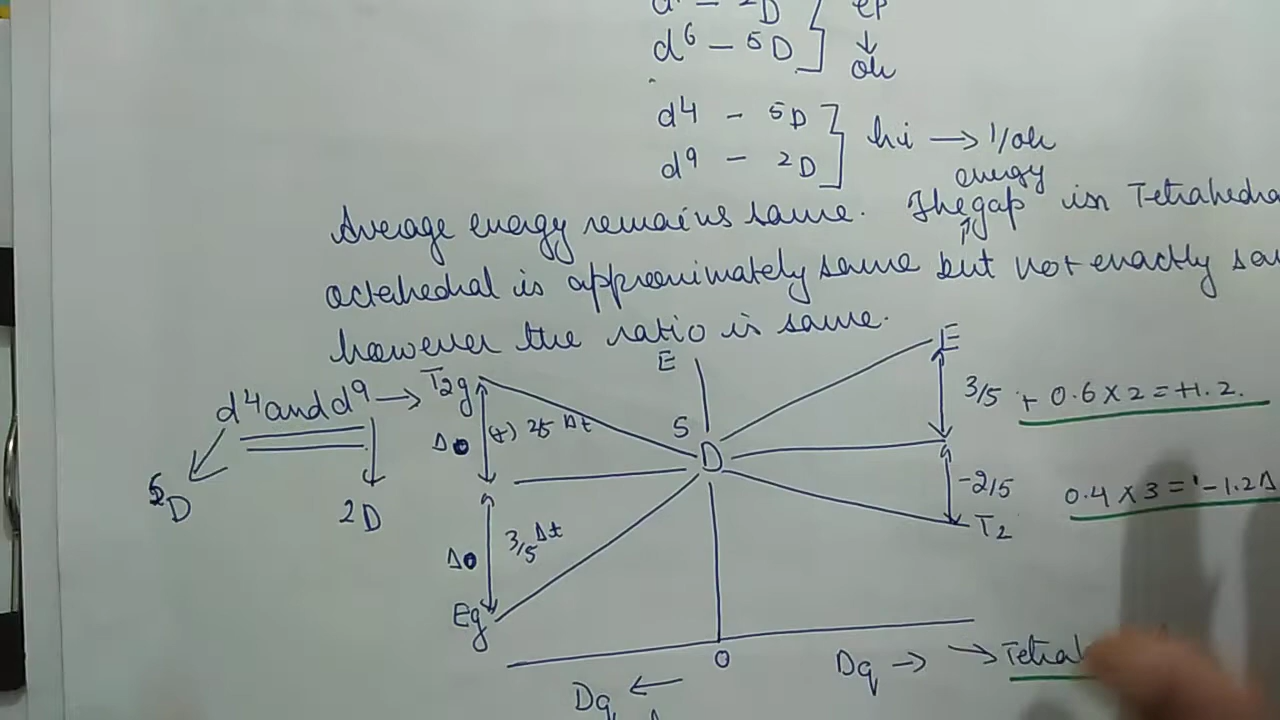 d⁶ – ⁵D ] ↓ oh
d⁴ – ⁵D
d⁹ – ²D ] hi → 1/oh
energy
Average energy remains same. The gap in Tetrahedra
octahedral is approximately same but not exactly sa
however the ratio is same.
d⁴ and d⁹ → T₂g E E
Δo (+) 2/5 Δt 5 D 3/5 + 0.6 × 2 = +1.2.
5D 2D -2/5 0.4 × 3 = -1.2Δ
Δo 3/5 Δt T₂
Eg
0 Dq → → Tetra
Dq ←